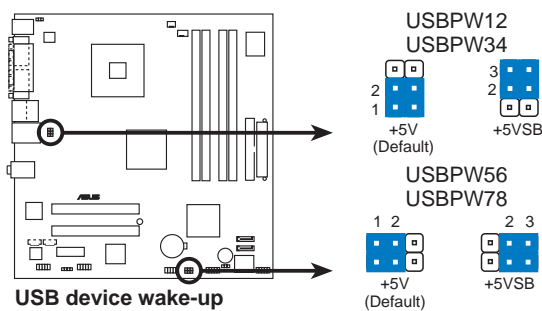 USBPW12
USBPW34
3
2
2
1
+5V
(Default)
+5VSB
USBPW56
USBPW78
1 2
2 3
+5V
(Default)
+5VSB
ASUS
USB device wake-up